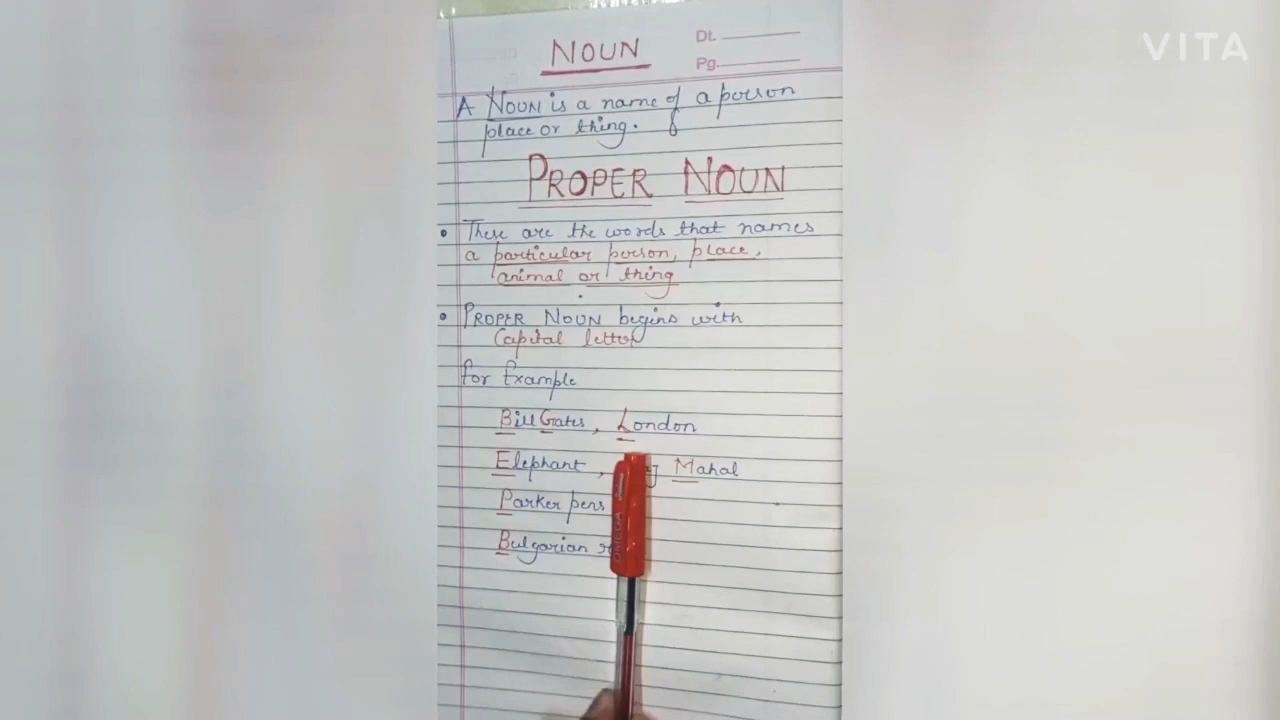 VITA
NOUN
Dt.
Pg.
A NOUN is a name of a person
place or thing.
PROPER NOUN
• These are the words that names
a particular person, place,
animal or thing
• PROPER NOUN begins with
Capital letter
for Example
Bill Gates, London
Elephant, Mahal
Parker pens
Bulgarian
OMEGA